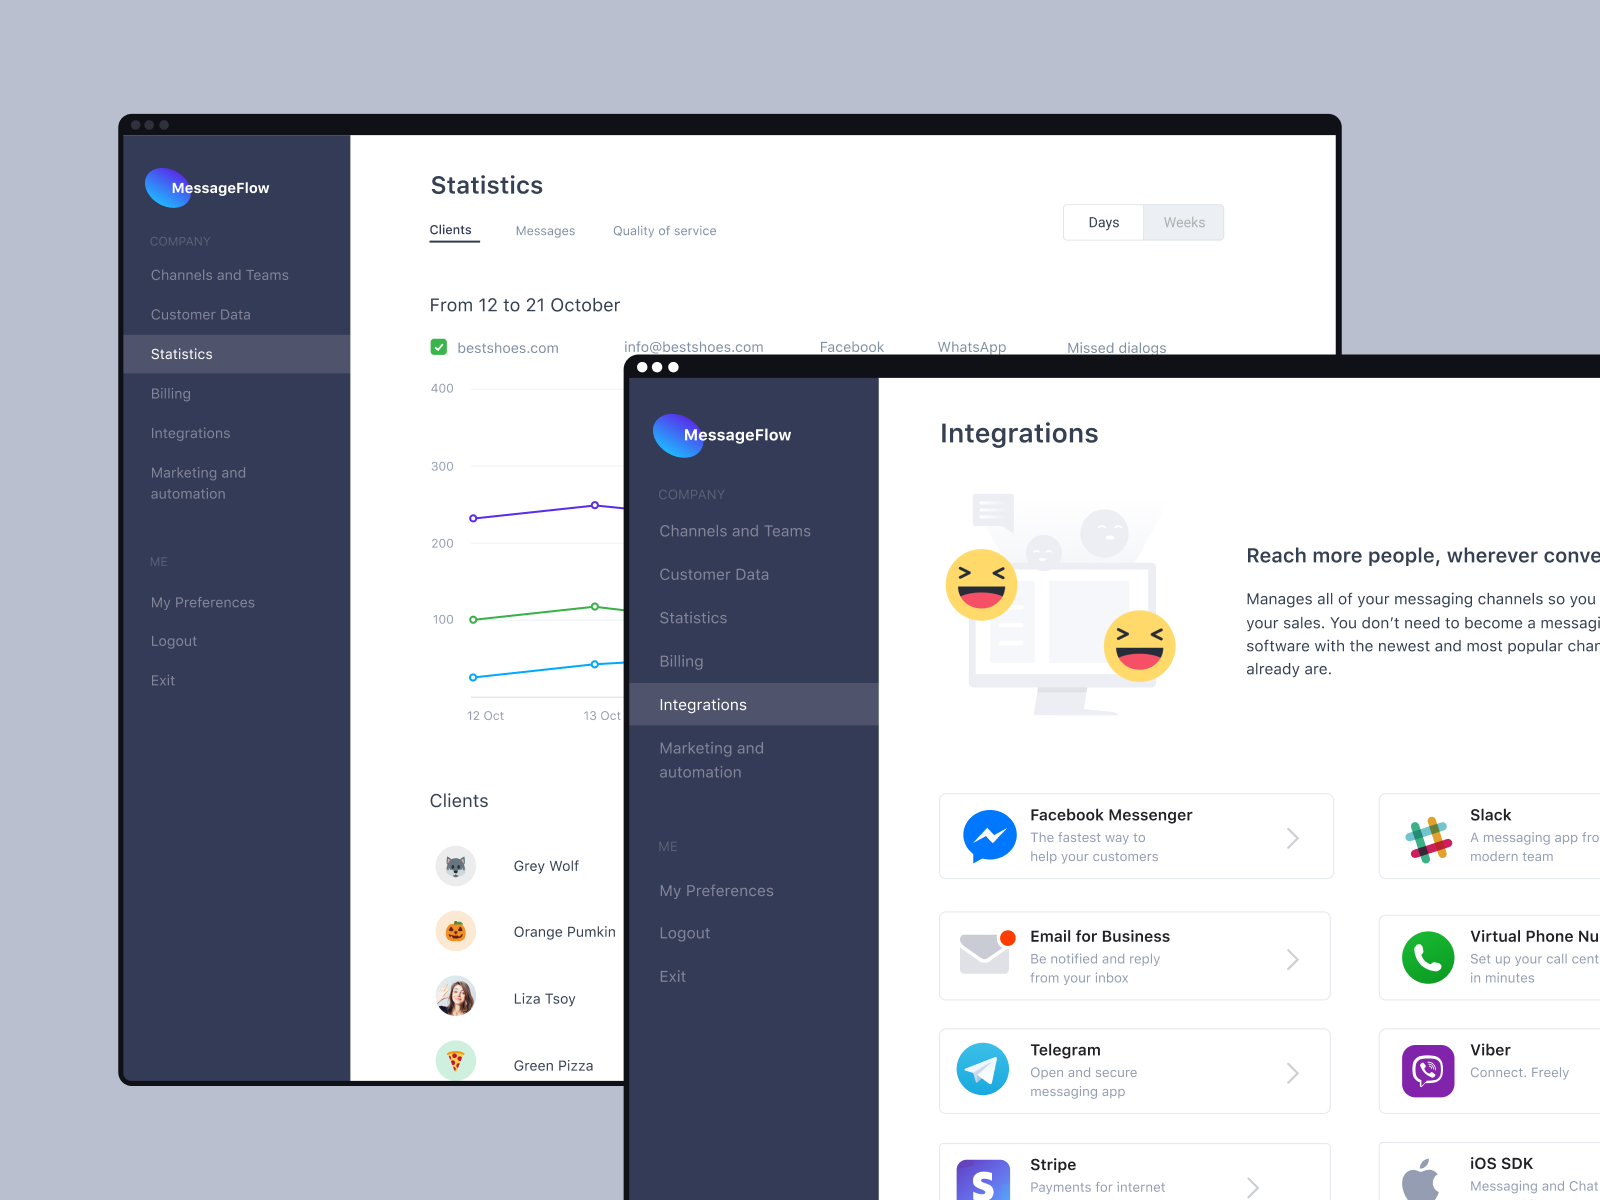 MessageFlow
COMPANY
Channels and Teams
Customer Data
Statistics
Billing
Integrations
Marketing and
automation
ME
My Preferences
Logout
Exit
Statistics
Clients
Messages
Quality of service
Days
Weeks
From 12 to 21 October
bestshoes.com
info@bestshoes.com
Facebook
WhatsApp
Missed dialogs
400
300
200
100
12 Oct
13 Oct
Clients
Grey Wolf
Orange Pumkin
Liza Tsoy
Green Pizza
MessageFlow
COMPANY
Channels and Teams
Customer Data
Statistics
Billing
Integrations
Marketing and
automation
ME
My Preferences
Logout
Exit
Integrations
Reach more people, wherever conve
Manages all of your messaging channels so you
your sales. You don’t need to become a messagi
software with the newest and most popular chan
already are.
Facebook Messenger
The fastest way to
help your customers
Slack
A messaging app fro
modern team
Email for Business
Be notified and reply
from your inbox
Virtual Phone Nu
Set up your call cent
in minutes
Telegram
Open and secure
messaging app
Viber
Connect. Freely
S
Stripe
Payments for internet
iOS SDK
Messaging and Chat